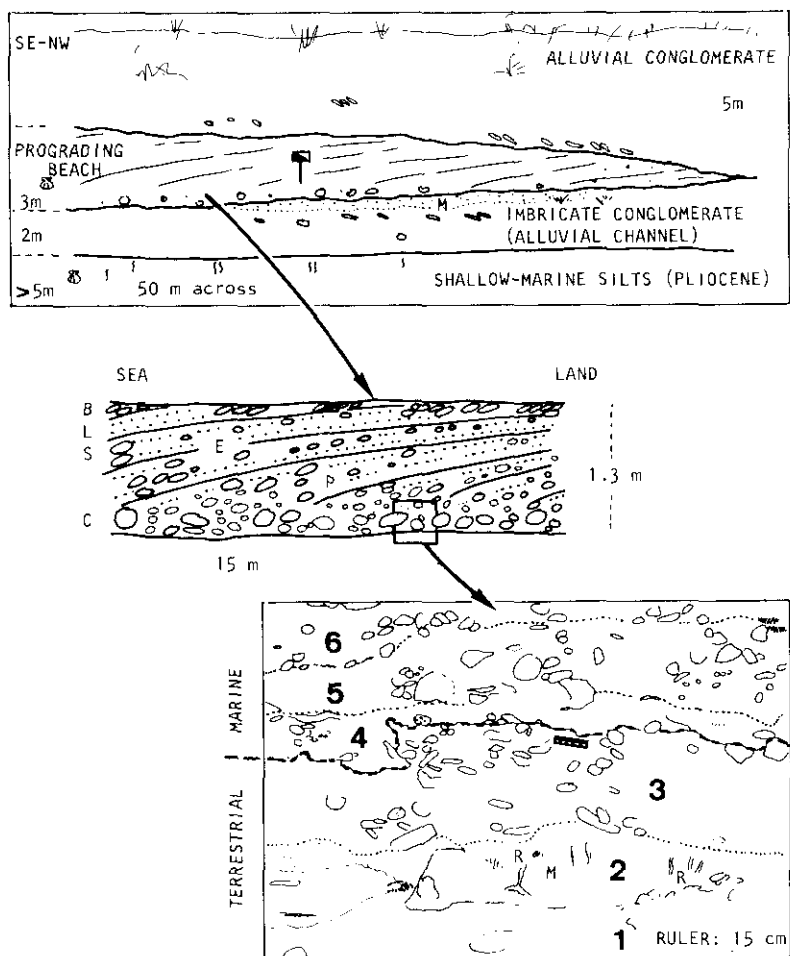 SE-NW
ALLUVIAL CONGLOMERATE
5m
PROGRADING
BEACH
3m
M
IMBRICATE CONGLOMERATE
(ALLUVIAL CHANNEL)
2m
SHALLOW-MARINE SILTS (PLIOCENE)
>5m
50 m across
SEA
LAND
B
L
E
S
P
1.3 m
C
15 m
6
5
MARINE
4
3
TERRESTRIAL
R
M
2
R
1
RULER: 15 cm